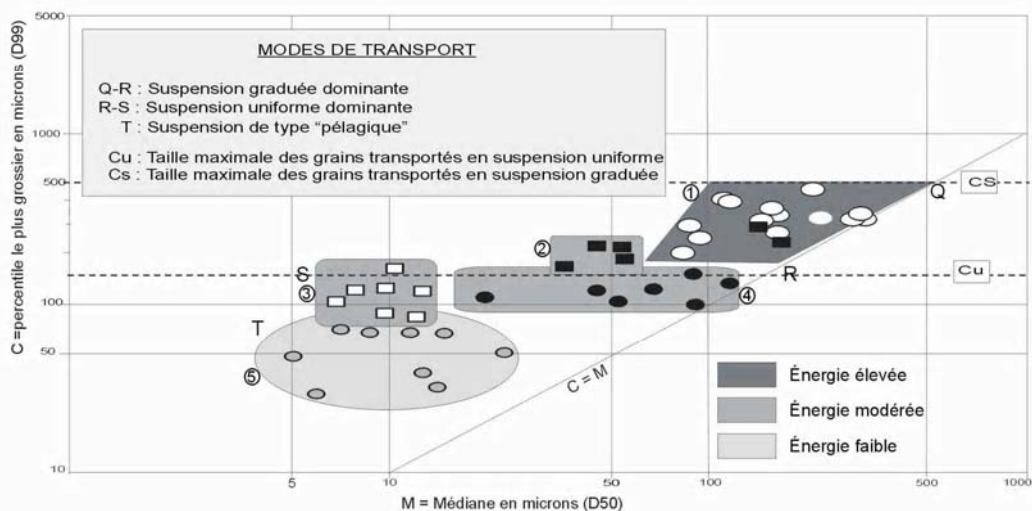 5000
1000
500
100
50
10
C =percentile le plus grossier en microns (D99)
MODES DE TRANSPORT
Q-R : Suspension graduée dominante
R-S : Suspension uniforme dominante
T : Suspension de type "pélagique"
Cu : Taille maximale des grains transportés en suspension uniforme
Cs : Taille maximale des grains transportés en suspension graduée
① Q CS
② S R Cu
③ ④
T
⑤ C = M
Énergie élevée
Énergie modérée
Énergie faible
5 10 50 100 500 1000
M = Médiane en microns (D50)